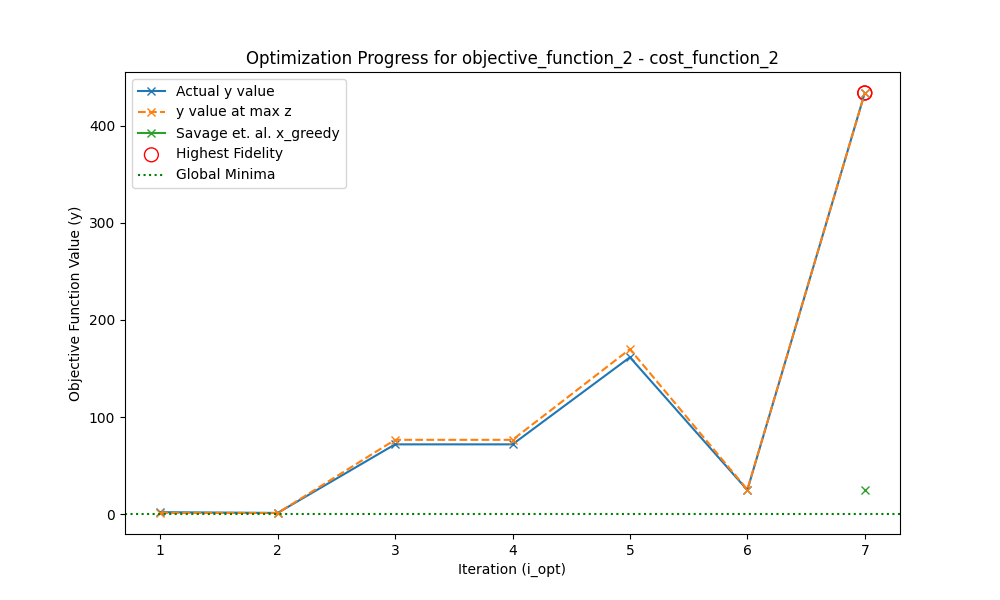 Optimization Progress for objective_function_2 - cost_function_2
Actual y value
y value at max z
Savage et. al. x_greedy
Highest Fidelity
Global Minima
Objective Function Value (y)
400
300
200
100
0
1 2 3 4 5 6 7
Iteration (i_opt)